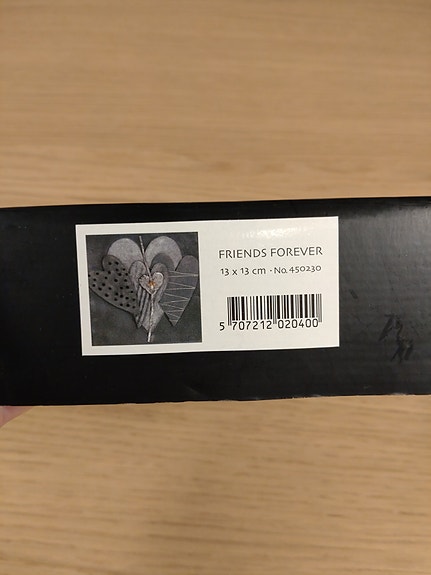 FRIENDS FOREVER
13 x 13 cm · No. 450230
5 707212 020400